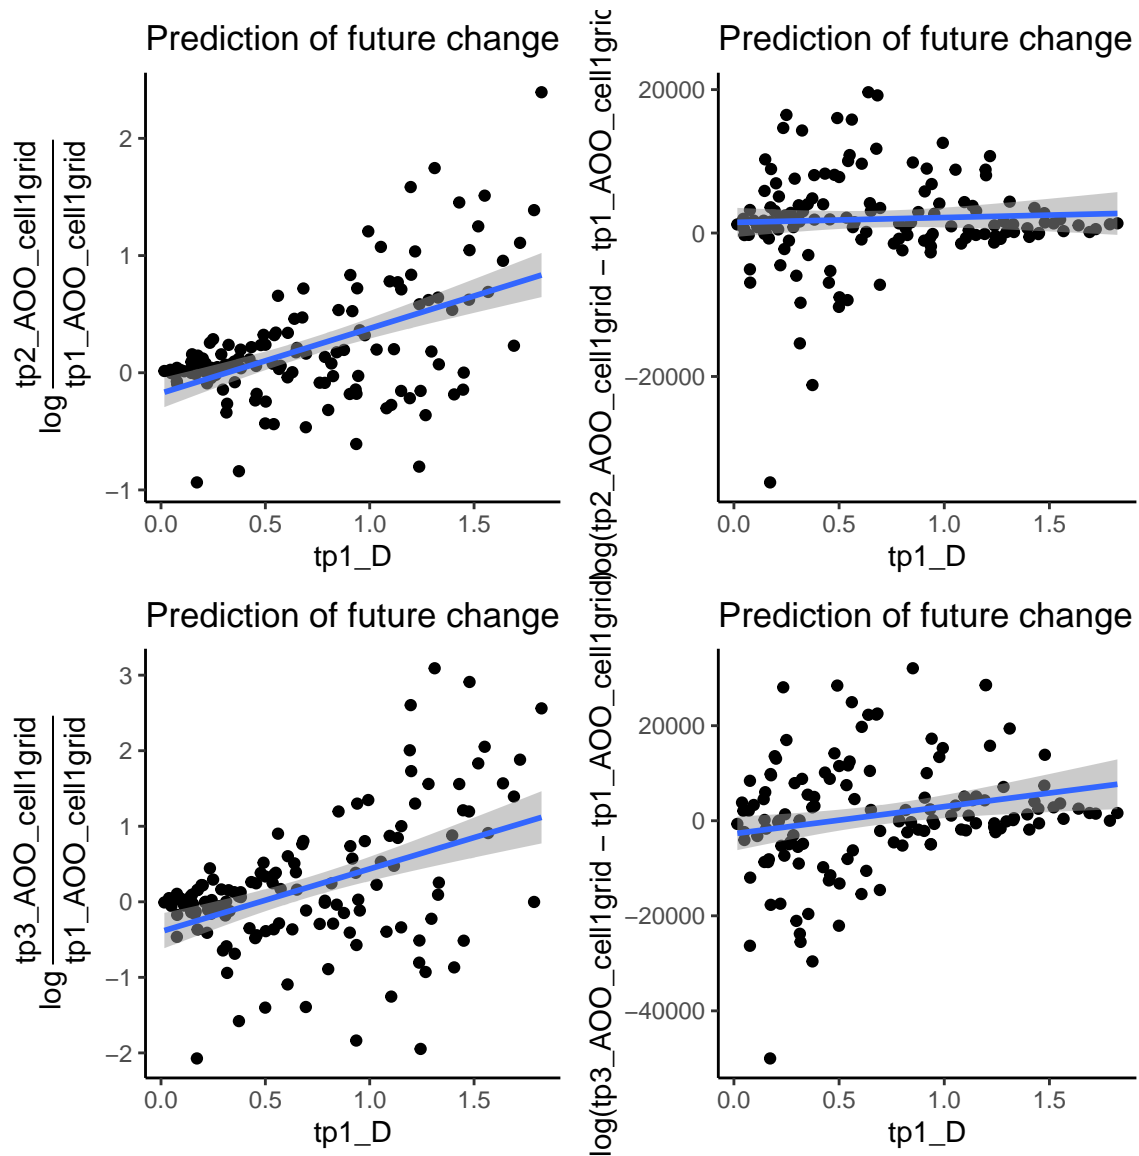 Prediction of future change
log tp2_AOO_cell1grid
tp1_AOO_cell1grid
2
1
0
−1
0.0 0.5 1.0 1.5
tp1_D
Prediction of future change
log(tp2_AOO_cell1grid − tp1_AOO_cell1grid
20000
0
−20000
0.0 0.5 1.0 1.5
tp1_D
Prediction of future change
log tp3_AOO_cell1grid
tp1_AOO_cell1grid
3
2
1
0
−1
−2
0.0 0.5 1.0 1.5
tp1_D
Prediction of future change
log(tp3_AOO_cell1grid − tp1_AOO_cell1grid)
20000
0
−20000
−40000
0.0 0.5 1.0 1.5
tp1_D